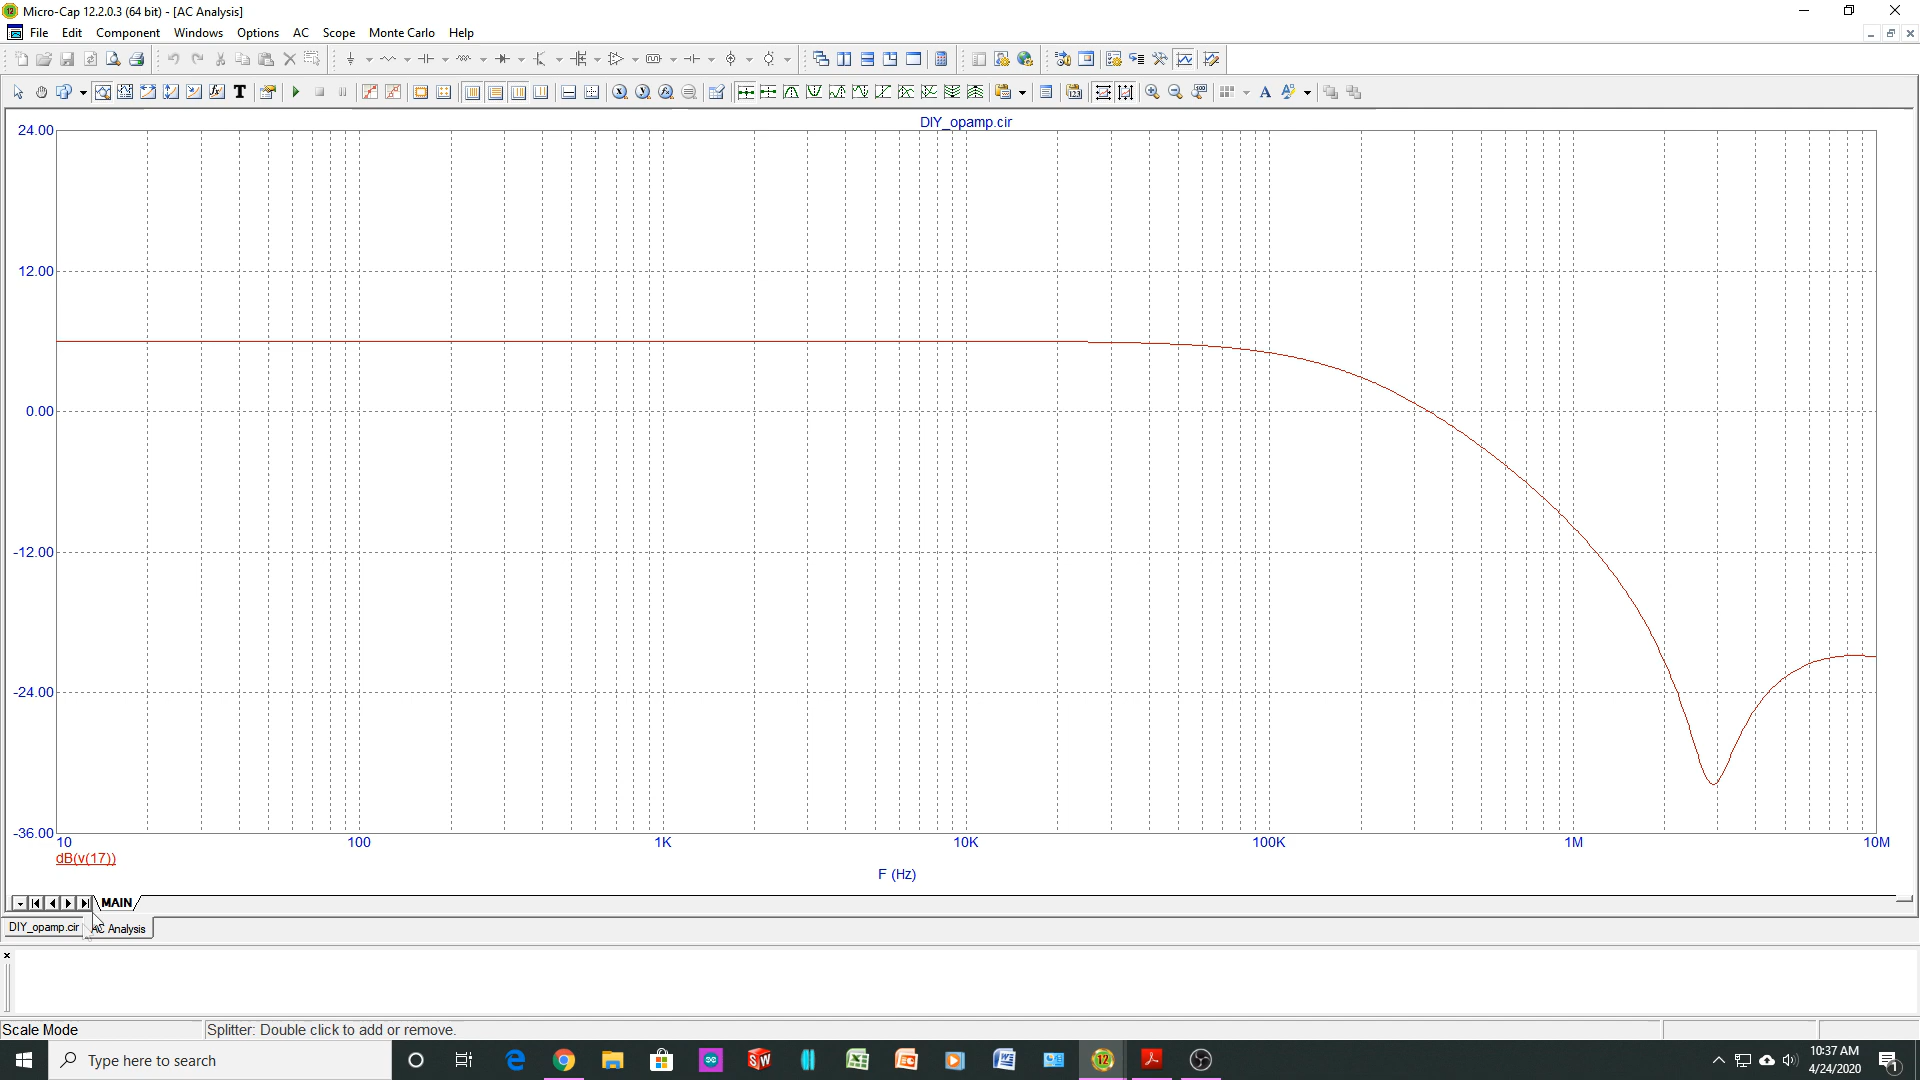 Micro-Cap 12.2.0.3 (64 bit) - [AC Analysis]
File Edit Component Windows Options AC Scope Monte Carlo Help
DIY_opamp.cir
24.00
12.00
0.00
-12.00
-24.00
-36.00
10 100 1K 10K 100K 1M 10M
dB(v(17))
F (Hz)
MAIN
DIY_opamp.cir AC Analysis
Scale Mode Splitter: Double click to add or remove.
Type here to search
10:37 AM
4/24/2020